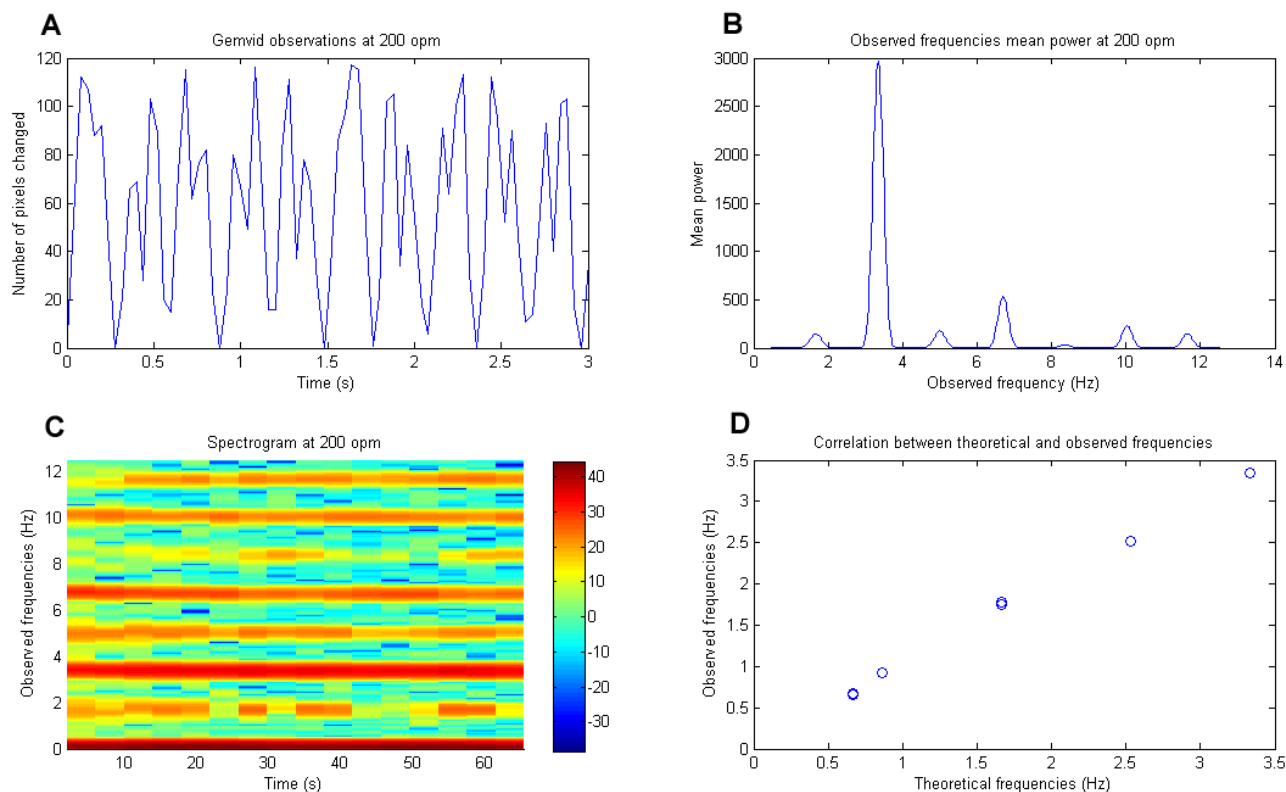 A
Gemvid observations at 200 opm
Number of pixels changed
120
100
80
60
40
20
0
0 0.5 1 1.5 2 2.5 3
Time (s)
B
Observed frequencies mean power at 200 opm
Mean power
3000
2500
2000
1500
1000
500
0
0 2 4 6 8 10 12 14
Observed frequency (Hz)
C
Spectrogram at 200 opm
Observed frequencies (Hz)
12
10
8
6
4
2
0
10 20 30 40 50 60
Time (s)
40
30
20
10
0
-10
-20
-30
D
Correlation between theoretical and observed frequencies
Observed frequencies (Hz)
3.5
3
2.5
2
1.5
1
0.5
0
0 0.5 1 1.5 2 2.5 3 3.5
Theoretical frequencies (Hz)